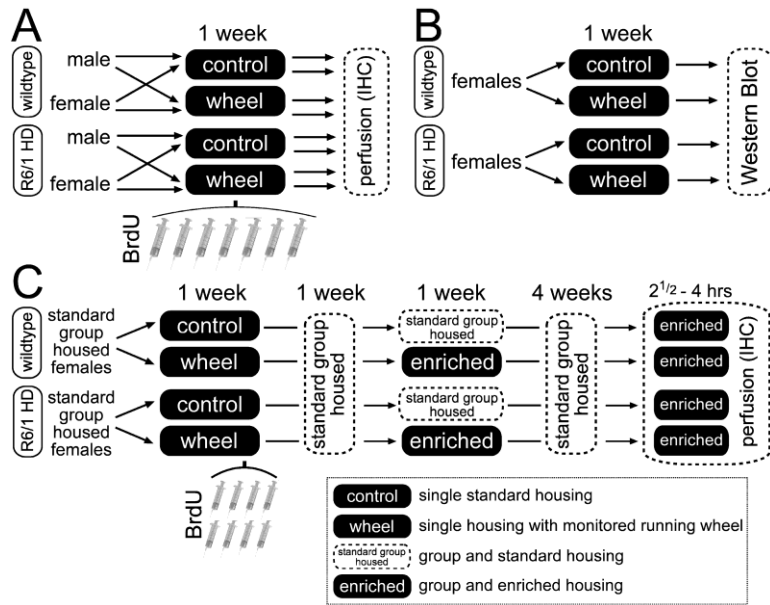 A
1 week
wildtype
male
female
control
wheel
R6/1 HD
male
female
control
wheel
perfusion (IHC)
BrdU
B
1 week
wildtype
females
control
wheel
R6/1 HD
females
control
wheel
Western Blot
C
1 week
1 week
1 week
4 weeks
2 1/2 - 4 hrs
wildtype
standard
group
housed
females
control
wheel
R6/1 HD
standard
group
housed
females
control
wheel
standard group
housed
standard group
housed
enriched
standard group
housed
enriched
standard group
housed
enriched
enriched
enriched
enriched
perfusion (IHC)
BrdU
control single standard housing
wheel single housing with monitored running wheel
standard group
housed
group and standard housing
enriched group and enriched housing